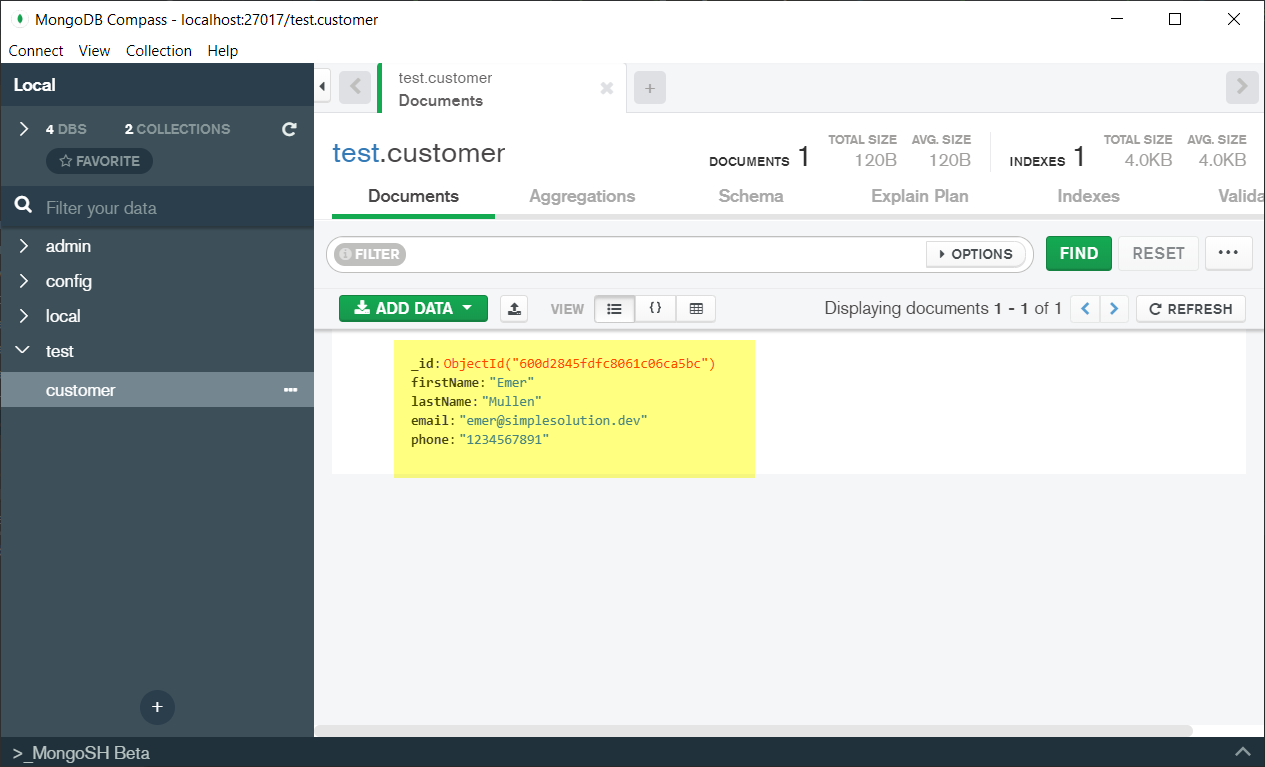 MongoDB Compass - localhost:27017/test.customer
Connect View Collection Help
Local
4 DBS 2 COLLECTIONS
FAVORITE
Filter your data
admin
config
local
test
customer
>_MongoSH Beta
test.customer
Documents
test.customer
DOCUMENTS 1 TOTAL SIZE 120B AVG. SIZE 120B INDEXES 1 TOTAL SIZE 4.0KB AVG. SIZE 4.0KB
Documents Aggregations Schema Explain Plan Indexes Valida
FILTER OPTIONS FIND RESET
ADD DATA VIEW {} Displaying documents 1 - 1 of 1 REFRESH
_id: ObjectId("600d2845fdfc8061c06ca5bc")
firstName: "Emer"
lastName: "Mullen"
email: "emer@simplesolution.dev"
phone: "1234567891"